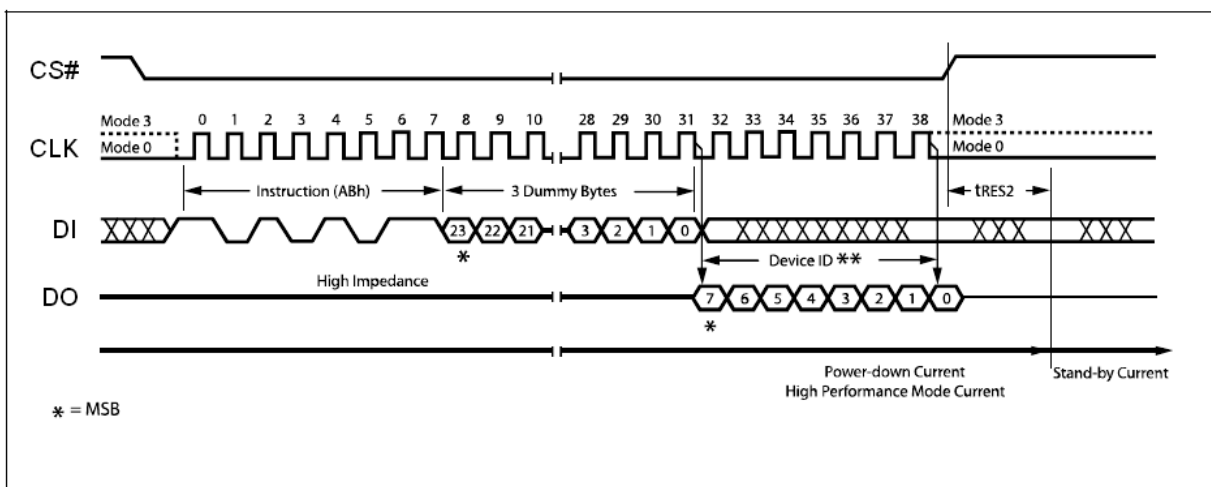 CS#
Mode 3 0 1 2 3 4 5 6 7 8 9 10 28 29 30 31 32 33 34 35 36 37 38 Mode 3
CLK Mode 0 Mode 0
Instruction (ABh) 3 Dummy Bytes tRES2
DI 23 22 21 3 2 1 0
* Device ID **
High Impedance
DO 7 6 5 4 3 2 1 0
*
Power-down Current Stand-by Current
High Performance Mode Current
* = MSB